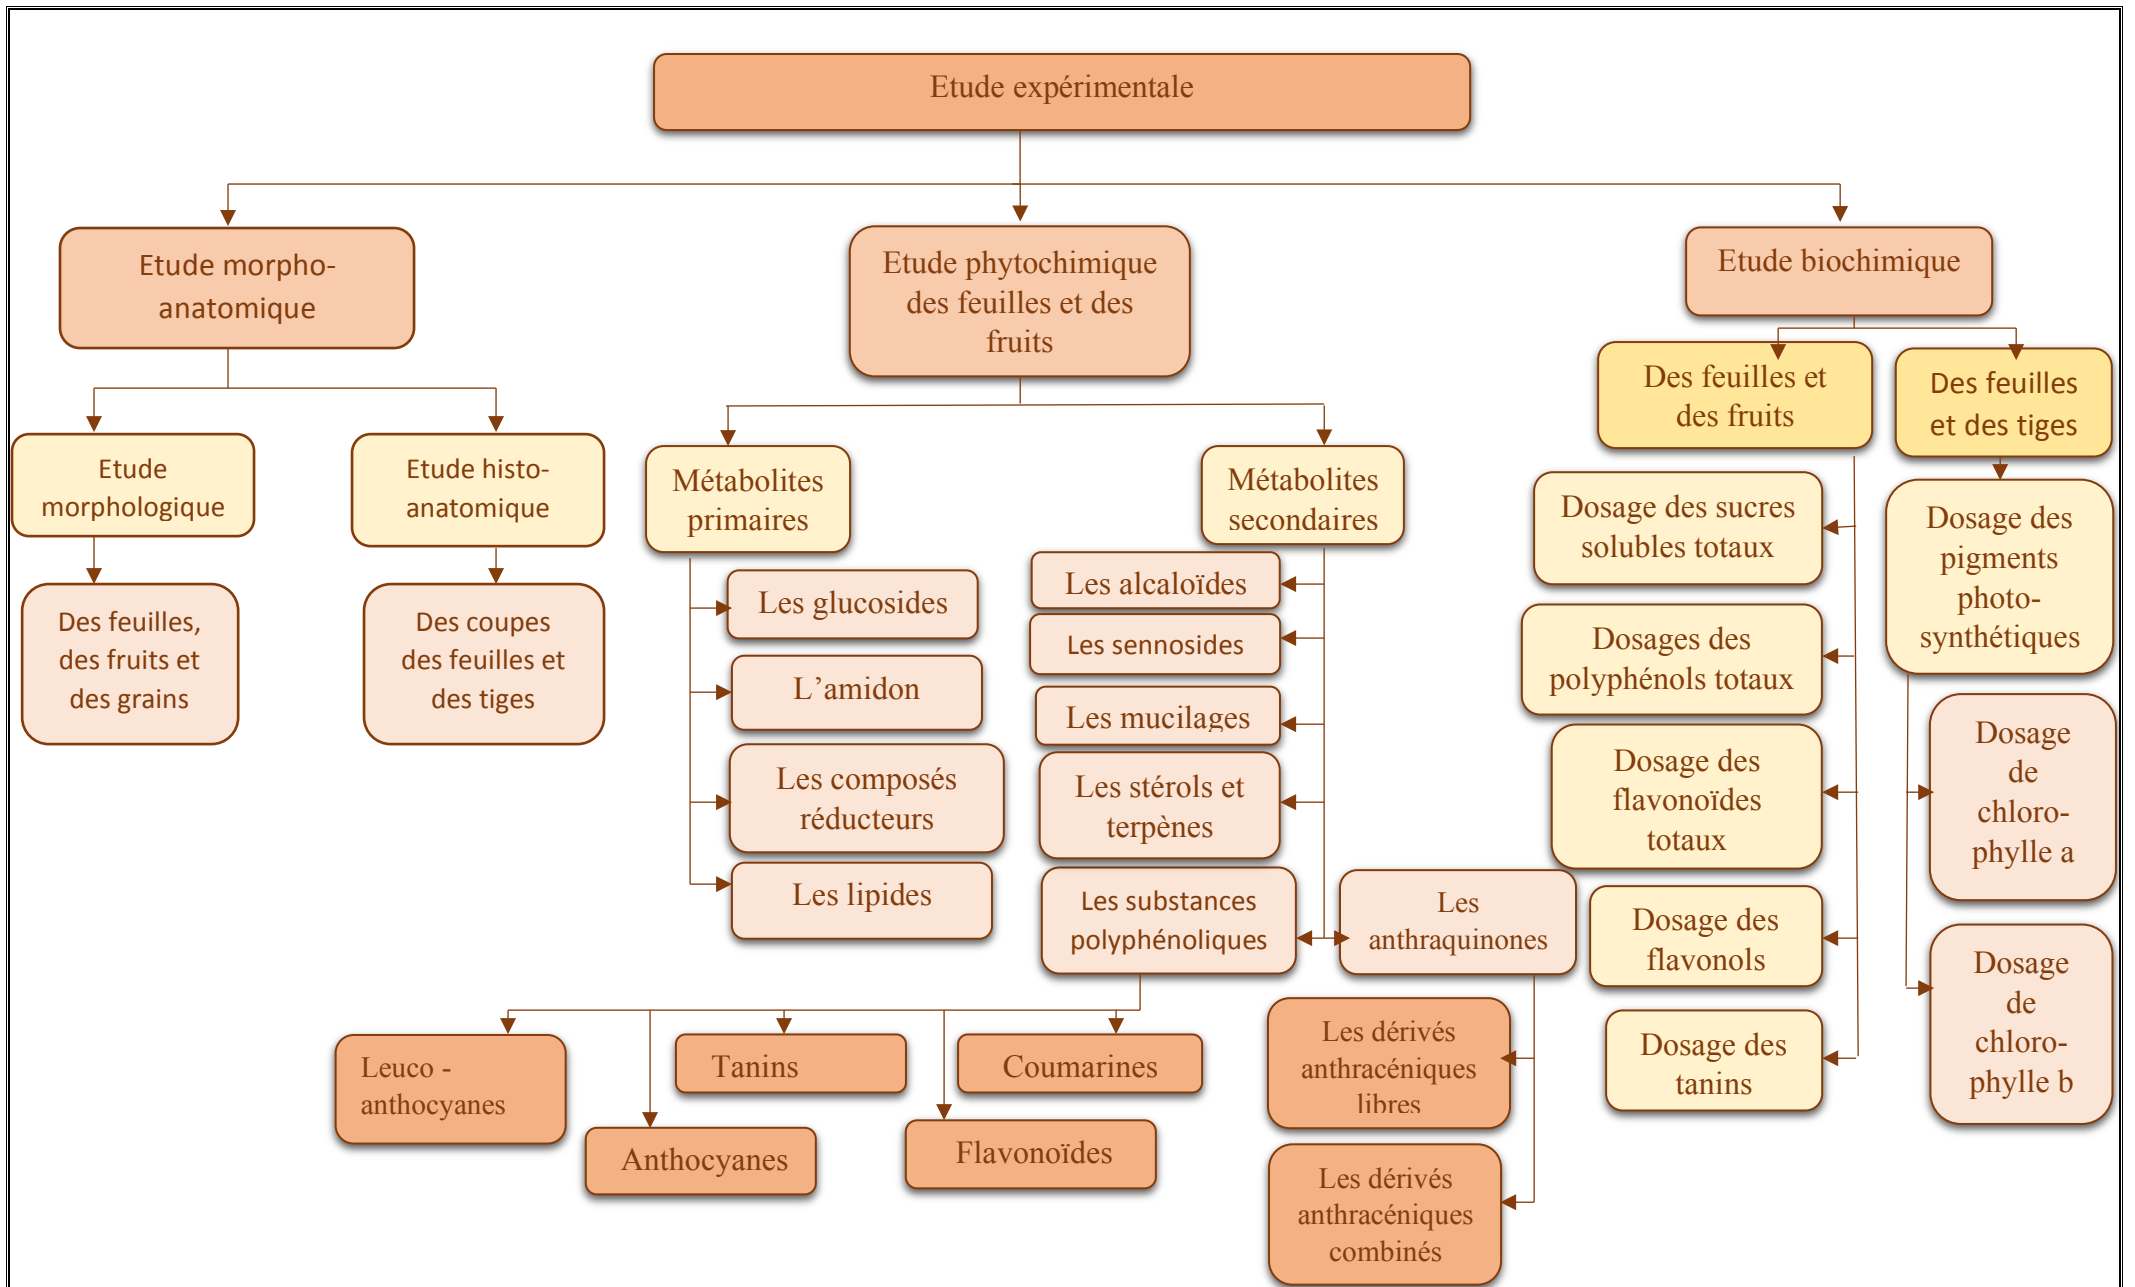 Etude expérimentale
Etude morpho-
anatomique
Etude phytochimique
des feuilles et des
fruits
Etude biochimique
Etude
morphologique
Etude histo-
anatomique
Métabolites
primaires
Métabolites
secondaires
Des feuilles et
des fruits
Des feuilles
et des tiges
Des feuilles,
des fruits et
des grains
Des coupes
des feuilles et
des tiges
Les glucosides
L’amidon
Les composés
réducteurs
Les lipides
Les alcaloïdes
Les sennosides
Les mucilages
Les stérols et
terpènes
Les substances
polyphénoliques
Les
anthraquinones
Leuco -
anthocyanes
Anthocyanes
Tanins
Flavonoïdes
Coumarines
Les dérivés
anthracéniques
libres
Les dérivés
anthracéniques
combinés
Dosage des sucres
solubles totaux
Dosages des
polyphénols totaux
Dosage des
flavonoïdes
totaux
Dosage des
flavonols
Dosage des
tanins
Dosage des
pigments
photo-
synthétiques
Dosage
de
chloro-
phylle a
Dosage
de
chloro-
phylle b